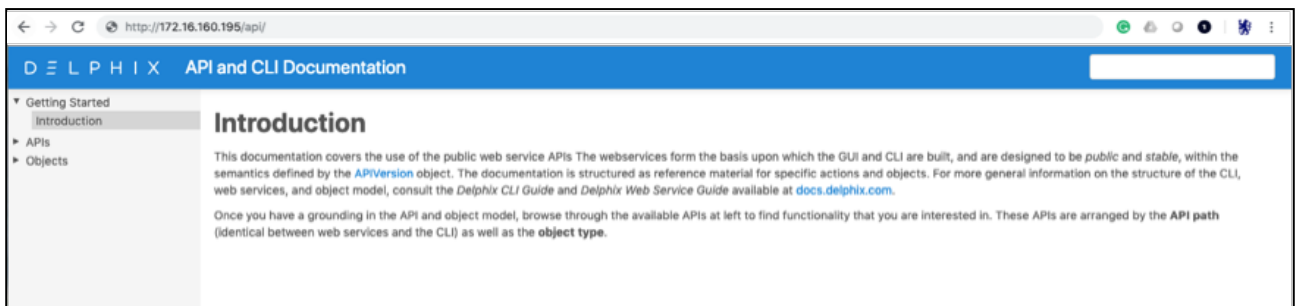 http://172.16.160.195/api/
DELPHIX API and CLI Documentation
Getting Started
Introduction
APIs
Objects
Introduction
This documentation covers the use of the public web service APIs The webservices form the basis upon which the GUI and CLI are built, and are designed to be public and stable, within the
semantics defined by the APIVersion object. The documentation is structured as reference material for specific actions and objects. For more general information on the structure of the CLI,
web services, and object model, consult the Delphix CLI Guide and Delphix Web Service Guide available at docs.delphix.com.
Once you have a grounding in the API and object model, browse through the available APIs at left to find functionality that you are interested in. These APIs are arranged by the API path
(identical between web services and the CLI) as well as the object type.